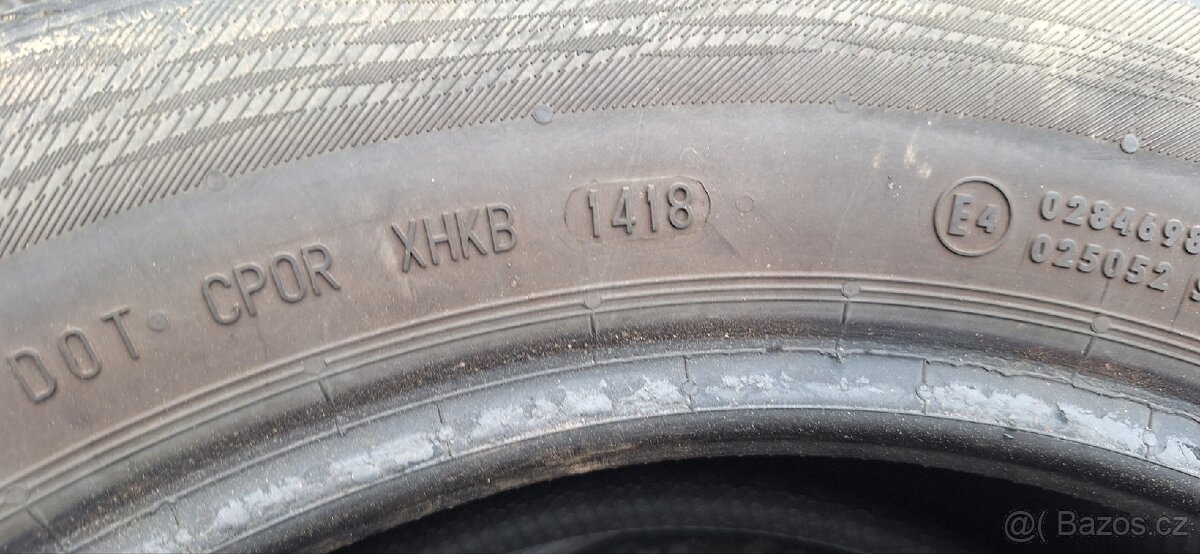 DOT CPOR XHKB 1418
E4 0284698
025052 S
@( Bazos.cz